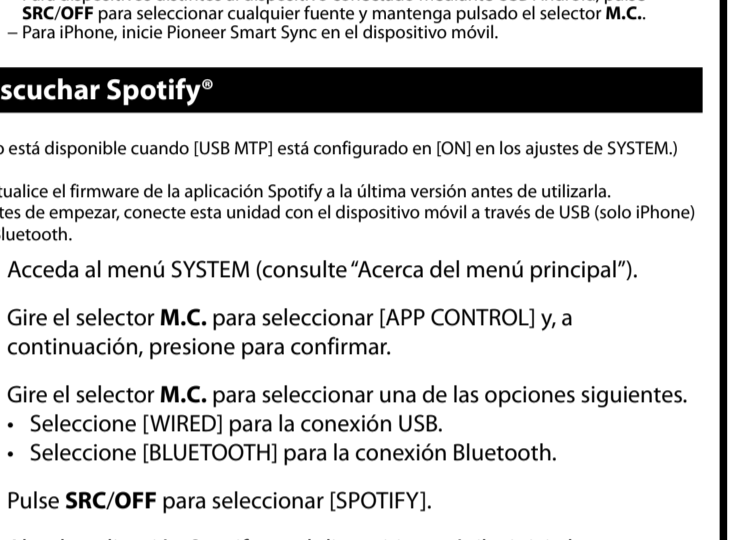 SRC/OFF para seleccionar cualquier fuente y mantenga pulsado el selector M.C..
– Para iPhone, inicie Pioneer Smart Sync en el dispositivo móvil.
scuchar Spotify®
o está disponible cuando [USB MTP] está configurado en [ON] en los ajustes de SYSTEM.)
tualice el firmware de la aplicación Spotify a la última versión antes de utilizarla.
tes de empezar, conecte esta unidad con el dispositivo móvil a través de USB (solo iPhone)
luetooth.
Acceda al menú SYSTEM (consulte “Acerca del menú principal”).
Gire el selector M.C. para seleccionar [APP CONTROL] y, a
continuación, presione para confirmar.
Gire el selector M.C. para seleccionar una de las opciones siguientes.
• Seleccione [WIRED] para la conexión USB.
• Seleccione [BLUETOOTH] para la conexión Bluetooth.
Pulse SRC/OFF para seleccionar [SPOTIFY].